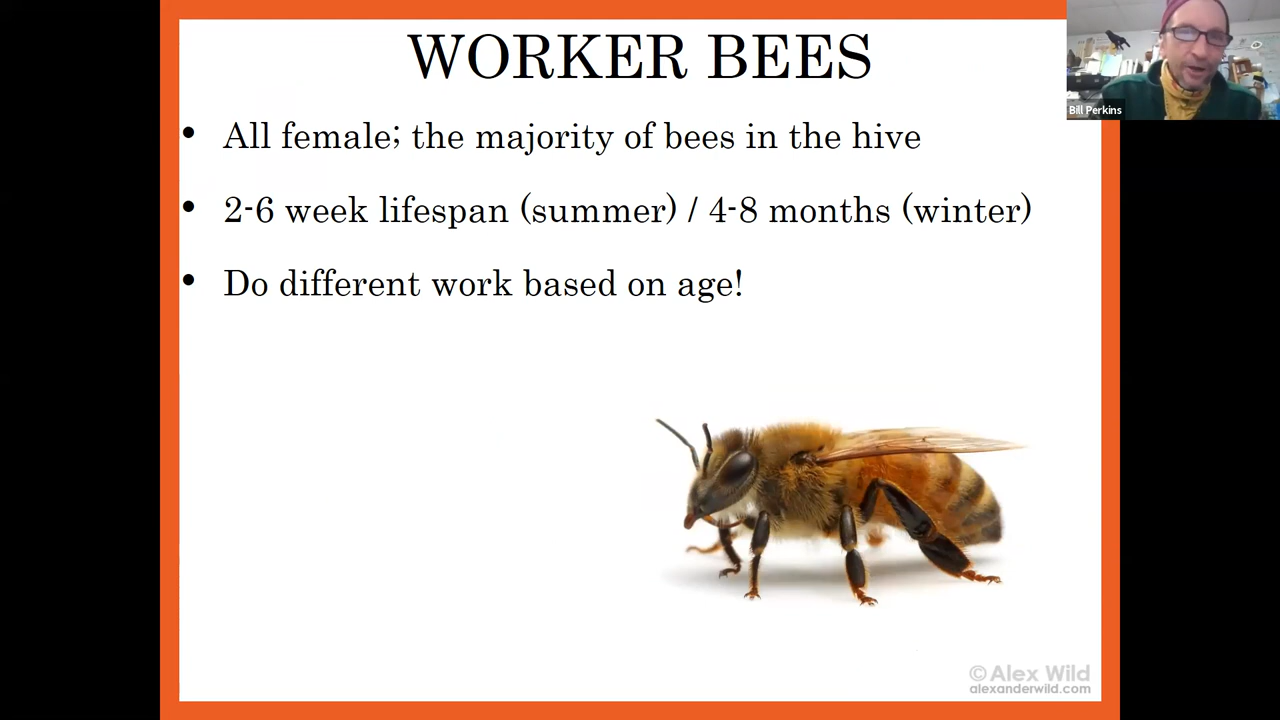 WORKER BEES
Bill Perkins
• All female; the majority of bees in the hive
• 2-6 week lifespan (summer) / 4-8 months (winter)
• Do different work based on age!
© Alex Wild
alexanderwild.com